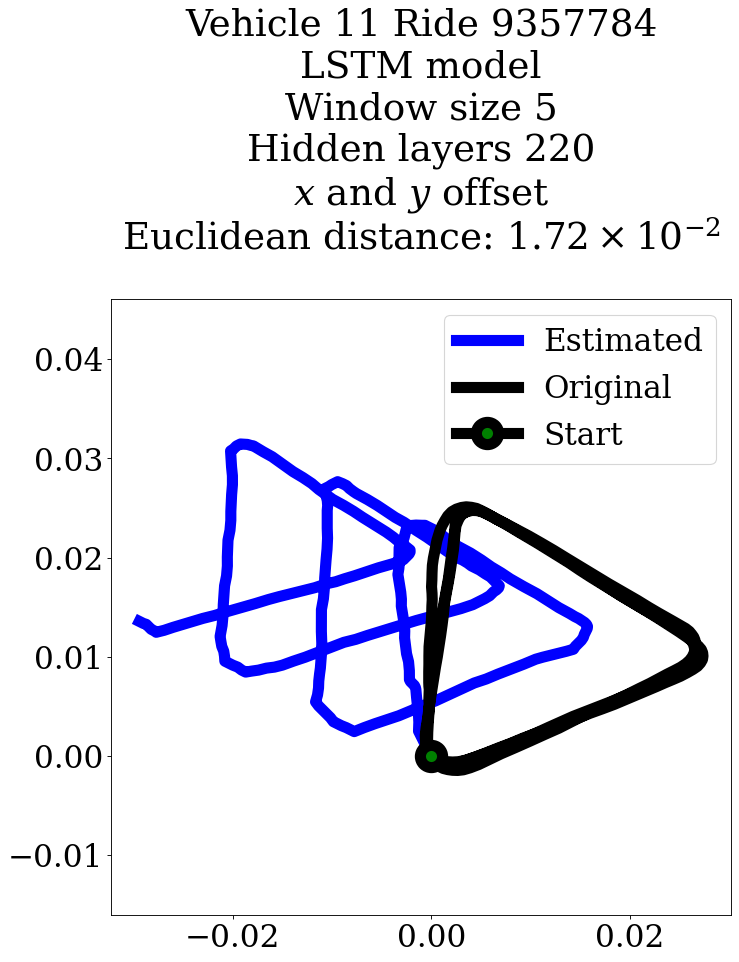 Vehicle 11 Ride 9357784
LSTM model
Window size 5
Hidden layers 220
x and y offset
Euclidean distance: 1.72 × 10⁻²
Estimated
Original
Start
0.04
0.03
0.02
0.01
0.00
−0.01
−0.02 0.00 0.02